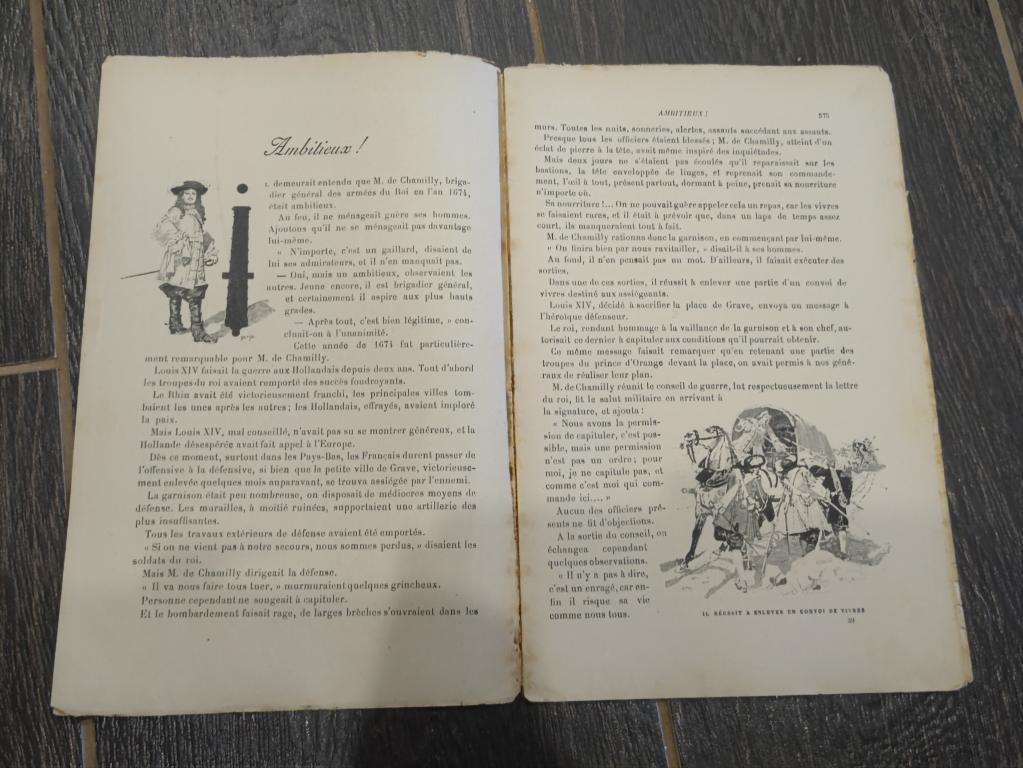 Ambitieux !
IL demeurait entendu que M. de Chamilly, briga-
dier général des armées du Roi en l'an 1674,
était ambitieux.
Au feu, il ne ménageait guère ses hommes.
Ajoutons qu'il ne se ménageait pas davantage
lui-même.
« N'importe, c'est un gaillard, disaient de
lui ses admirateurs, et il n'en manquait pas.
— Oui, mais un ambitieux, observaient les
autres. Jeune encore, il est brigadier général,
et certainement il aspire aux plus hauts
grades.
— Après tout, c'est bien légitime, » con-
cluait-on à l'unanimité.
Cette année de 1674 fut particulière-
ment remarquable pour M. de Chamilly.
Louis XIV faisait la guerre aux Hollandais depuis deux ans. Tout d'abord
les troupes du roi avaient remporté des succès foudroyants.
Le Rhin avait été victorieusement franchi, les principales villes tom-
baient les unes après les autres ; les Hollandais, effrayés, avaient imploré
la paix.
Mais Louis XIV, mal conseillé, n'avait pas su se montrer généreux, et la
Hollande désespérée avait fait appel à l'Europe.
Dès ce moment, surtout dans les Pays-Bas, les Français durent passer de
l'offensive à la défensive, si bien que la petite ville de Grave, victorieuse-
ment enlevée quelques mois auparavant, se trouva assiégée par l'ennemi.
La garnison était peu nombreuse, on disposait de médiocres moyens de
défense. Les murailles, à moitié ruinées, supportaient une artillerie des
plus insuffisantes.
Tous les travaux extérieurs de défense avaient été emportés.
« Si on ne vient pas à notre secours, nous sommes perdus, » disaient les
soldats du roi.
Mais M. de Chamilly dirigeait la défense.
« Il va nous faire tous tuer, » murmuraient quelques grincheux.
Personne cependant ne songeait à capituler.
Et le bombardement faisait rage, de larges brèches s'ouvraient dans les
AMBITIEUX ! 575
murs. Toutes les nuits, sonneries, alertes, assauts succédant aux assauts.
Presque tous les officiers étaient blessés ; M. de Chamilly, atteint d'un
éclat de pierre à la tête, avait même inspiré des inquiétudes.
Mais deux jours ne s'étaient pas écoulés qu'il reparaissait sur les
bastions, la tête enveloppée de linges, et reprenait son commande-
ment, l'œil à tout, présent partout, dormant à peine, prenait sa nourriture
n'importe où.
Sa nourriture !... On ne pouvait guère appeler cela un repas, car les vivres
se faisaient rares, et il était à prévoir que, dans un laps de temps assez
court, ils manqueraient tout à fait.
M. de Chamilly rationna donc la garnison, en commençant par lui-même.
« On finira bien par nous ravitailler, » disait-il à ses hommes.
Au fond, il n'en pensait pas un mot. D'ailleurs, il faisait exécuter des
sorties.
Dans une de ces sorties, il réussit à enlever une partie d'un convoi de
vivres destiné aux assiégeants.
Louis XIV, décidé à sacrifier la place de Grave, envoya un message à
l'héroïque défenseur.
Le roi, rendant hommage à la vaillance de la garnison et à son chef, au-
torisait ce dernier à capituler aux conditions qu'il pourrait obtenir.
Ce même message faisait remarquer qu'en retenant une partie des
troupes du prince d'Orange devant la place, on avait permis à nos géné-
raux de réaliser leur plan.
M. de Chamilly réunit le conseil de guerre, lut respectueusement la lettre
du roi, fit le salut militaire en arrivant à
la signature, et ajouta :
« Nous avons la permis-
sion de capituler, c'est pos-
sible, mais une permission
n'est pas un ordre ; pour
moi, je ne capitule pas, et
comme c'est moi qui com-
mande ici.... »
Aucun des officiers pré-
sents ne fit d'objections.
A la sortie du conseil, on
échangea cependant
quelques observations.
« Il n'y a pas à dire,
c'est un enragé, car en-
fin il risque sa vie
comme nous tous.
IL RÉUSSIT A ENLEVER UN CONVOI DE VIVRES